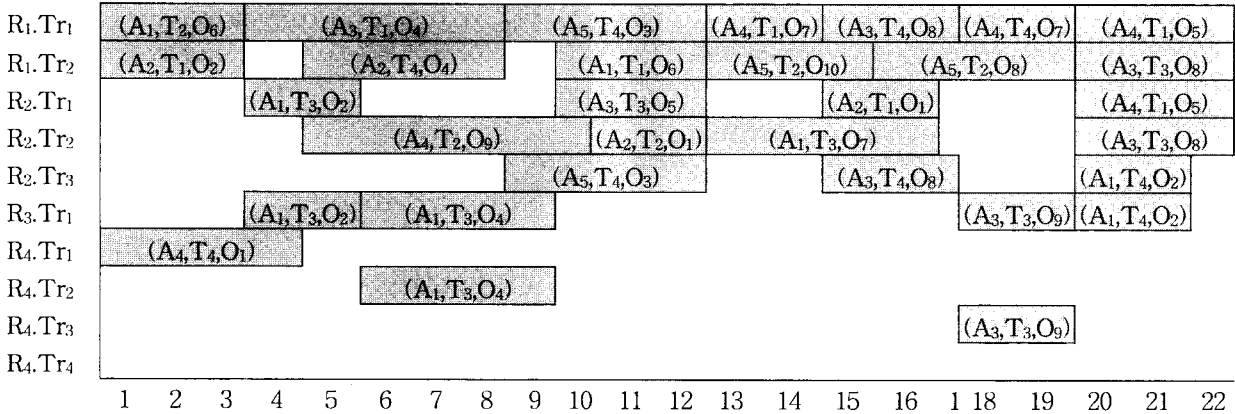 R₁.Tr₁ (A₁,T₂,O₆) (A₃,T₁,O₄) (A₅,T₄,O₃) (A₄,T₁,O₇) (A₃,T₄,O₈) (A₄,T₄,O₇) (A₄,T₁,O₅)
R₁.Tr₂ (A₂,T₁,O₂) (A₂,T₄,O₄) (A₁,T₁,O₆) (A₅,T₂,O₁₀) (A₅,T₂,O₈) (A₃,T₃,O₈)
R₂.Tr₁ (A₁,T₃,O₂) (A₃,T₃,O₅) (A₂,T₁,O₁) (A₄,T₁,O₅)
R₂.Tr₂ (A₄,T₂,O₉) (A₂,T₂,O₁) (A₁,T₃,O₇) (A₃,T₃,O₈)
R₂.Tr₃ (A₅,T₄,O₃) (A₃,T₄,O₈) (A₁,T₄,O₂)
R₃.Tr₁ (A₁,T₃,O₂) (A₁,T₃,O₄) (A₃,T₃,O₉) (A₁,T₄,O₂)
R₄.Tr₁ (A₄,T₄,O₁)
R₄.Tr₂ (A₁,T₃,O₄)
R₄.Tr₃ (A₃,T₃,O₉)
R₄.Tr₄
1 2 3 4 5 6 7 8 9 10 11 12 13 14 15 16 1 18 19 20 21 22